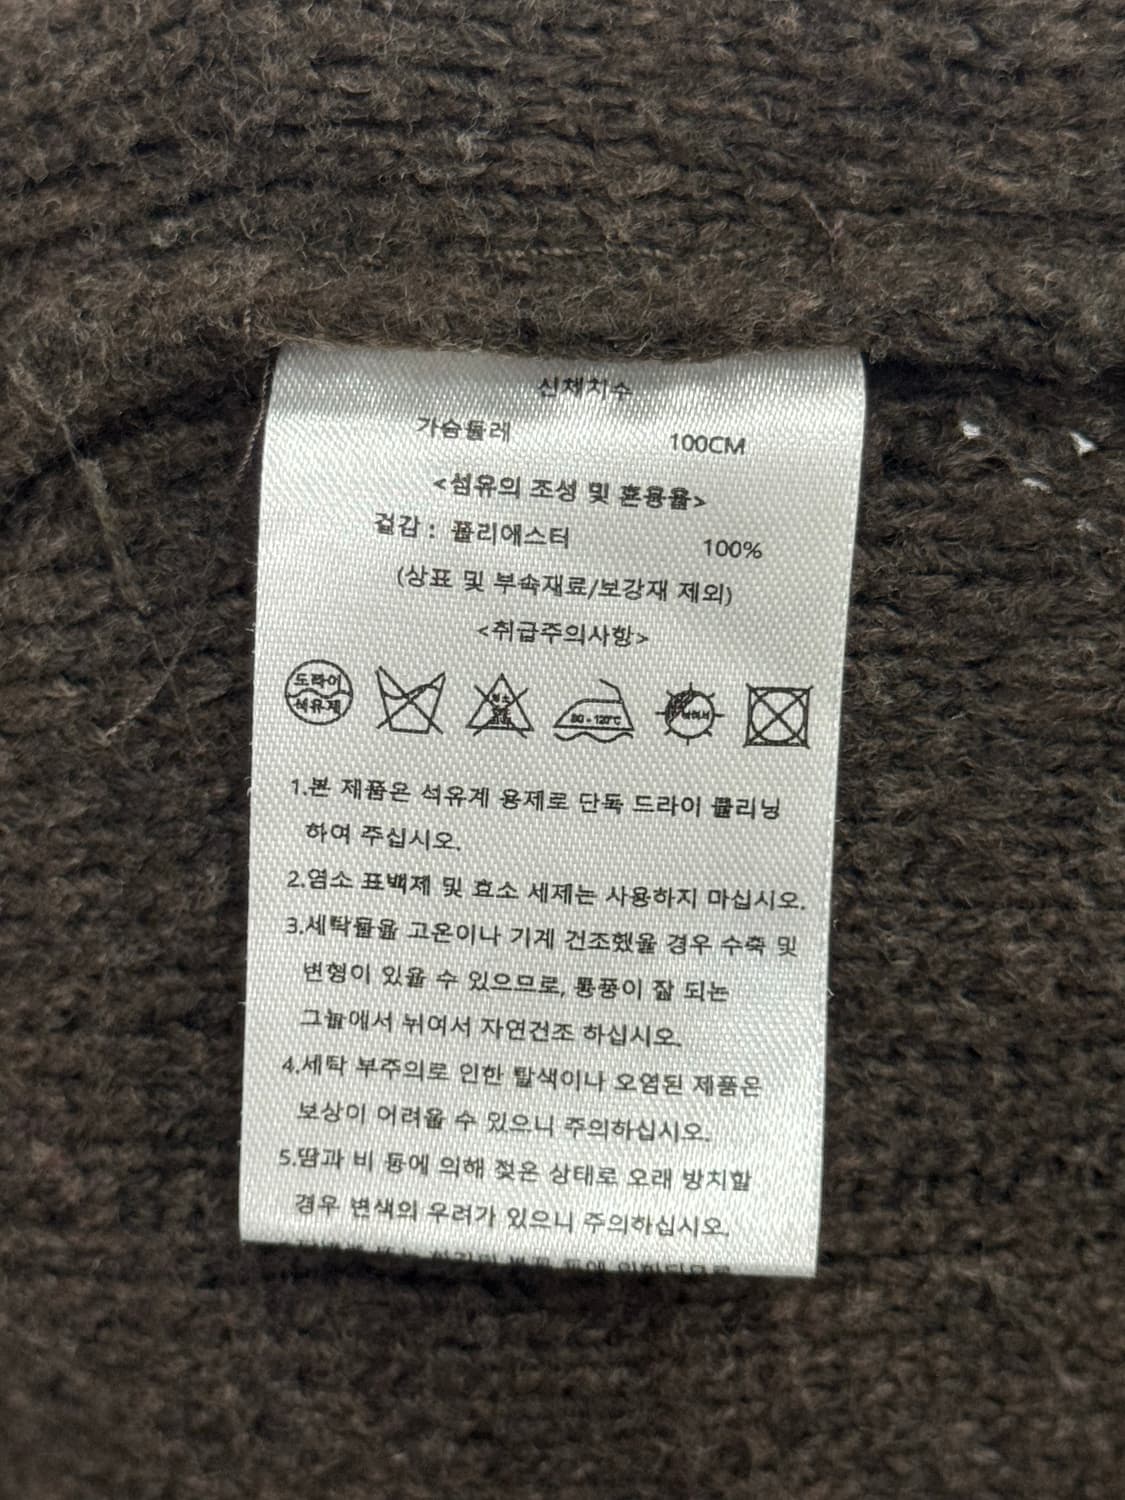 신체치수
가슴둘레 100CM
<섬유의 조성 및 혼용율>
겉감 : 폴리에스터 100%
(상표 및 부속재료/보강재 제외)
<취급주의사항>
드라이
석유제
80~120℃
뉘여서
1.본 제품은 석유계 용제로 단독 드라이 클리닝
하여 주십시오.
2.염소 표백제 및 효소 세제는 사용하지 마십시오.
3.세탁물을 고온이나 기계 건조했을 경우 수축 및
변형이 있을 수 있으므로, 통풍이 잘 되는
그늘에서 뉘여서 자연건조 하십시오.
4.세탁 부주의로 인한 탈색이나 오염된 제품은
보상이 어려울 수 있으니 주의하십시오.
5.땀과 비 등에 의해 젖은 상태로 오래 방치할
경우 변색의 우려가 있으니 주의하십시오.